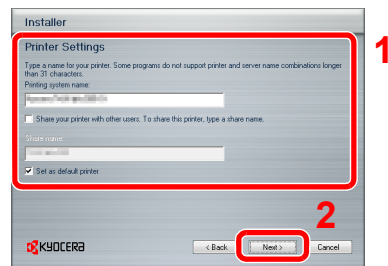 Installer
Printer Settings
1
Type a name for your printer. Some programs do not support printer and server name combinations longer
than 31 characters.
Printing system name:
Share your printer with other users. To share this printer, type a share name.
Share name:
Set as default printer
2
KYOCERA
< Back
Next >
Cancel